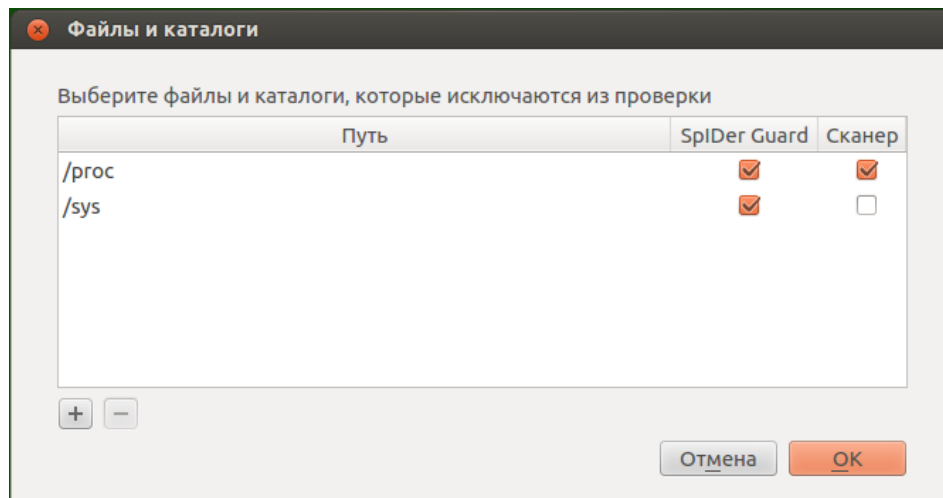 Файлы и каталоги
Выберите файлы и каталоги, которые исключаются из проверки
Путь SpIDer Guard Сканер
/proc
/sys
Отмена OK